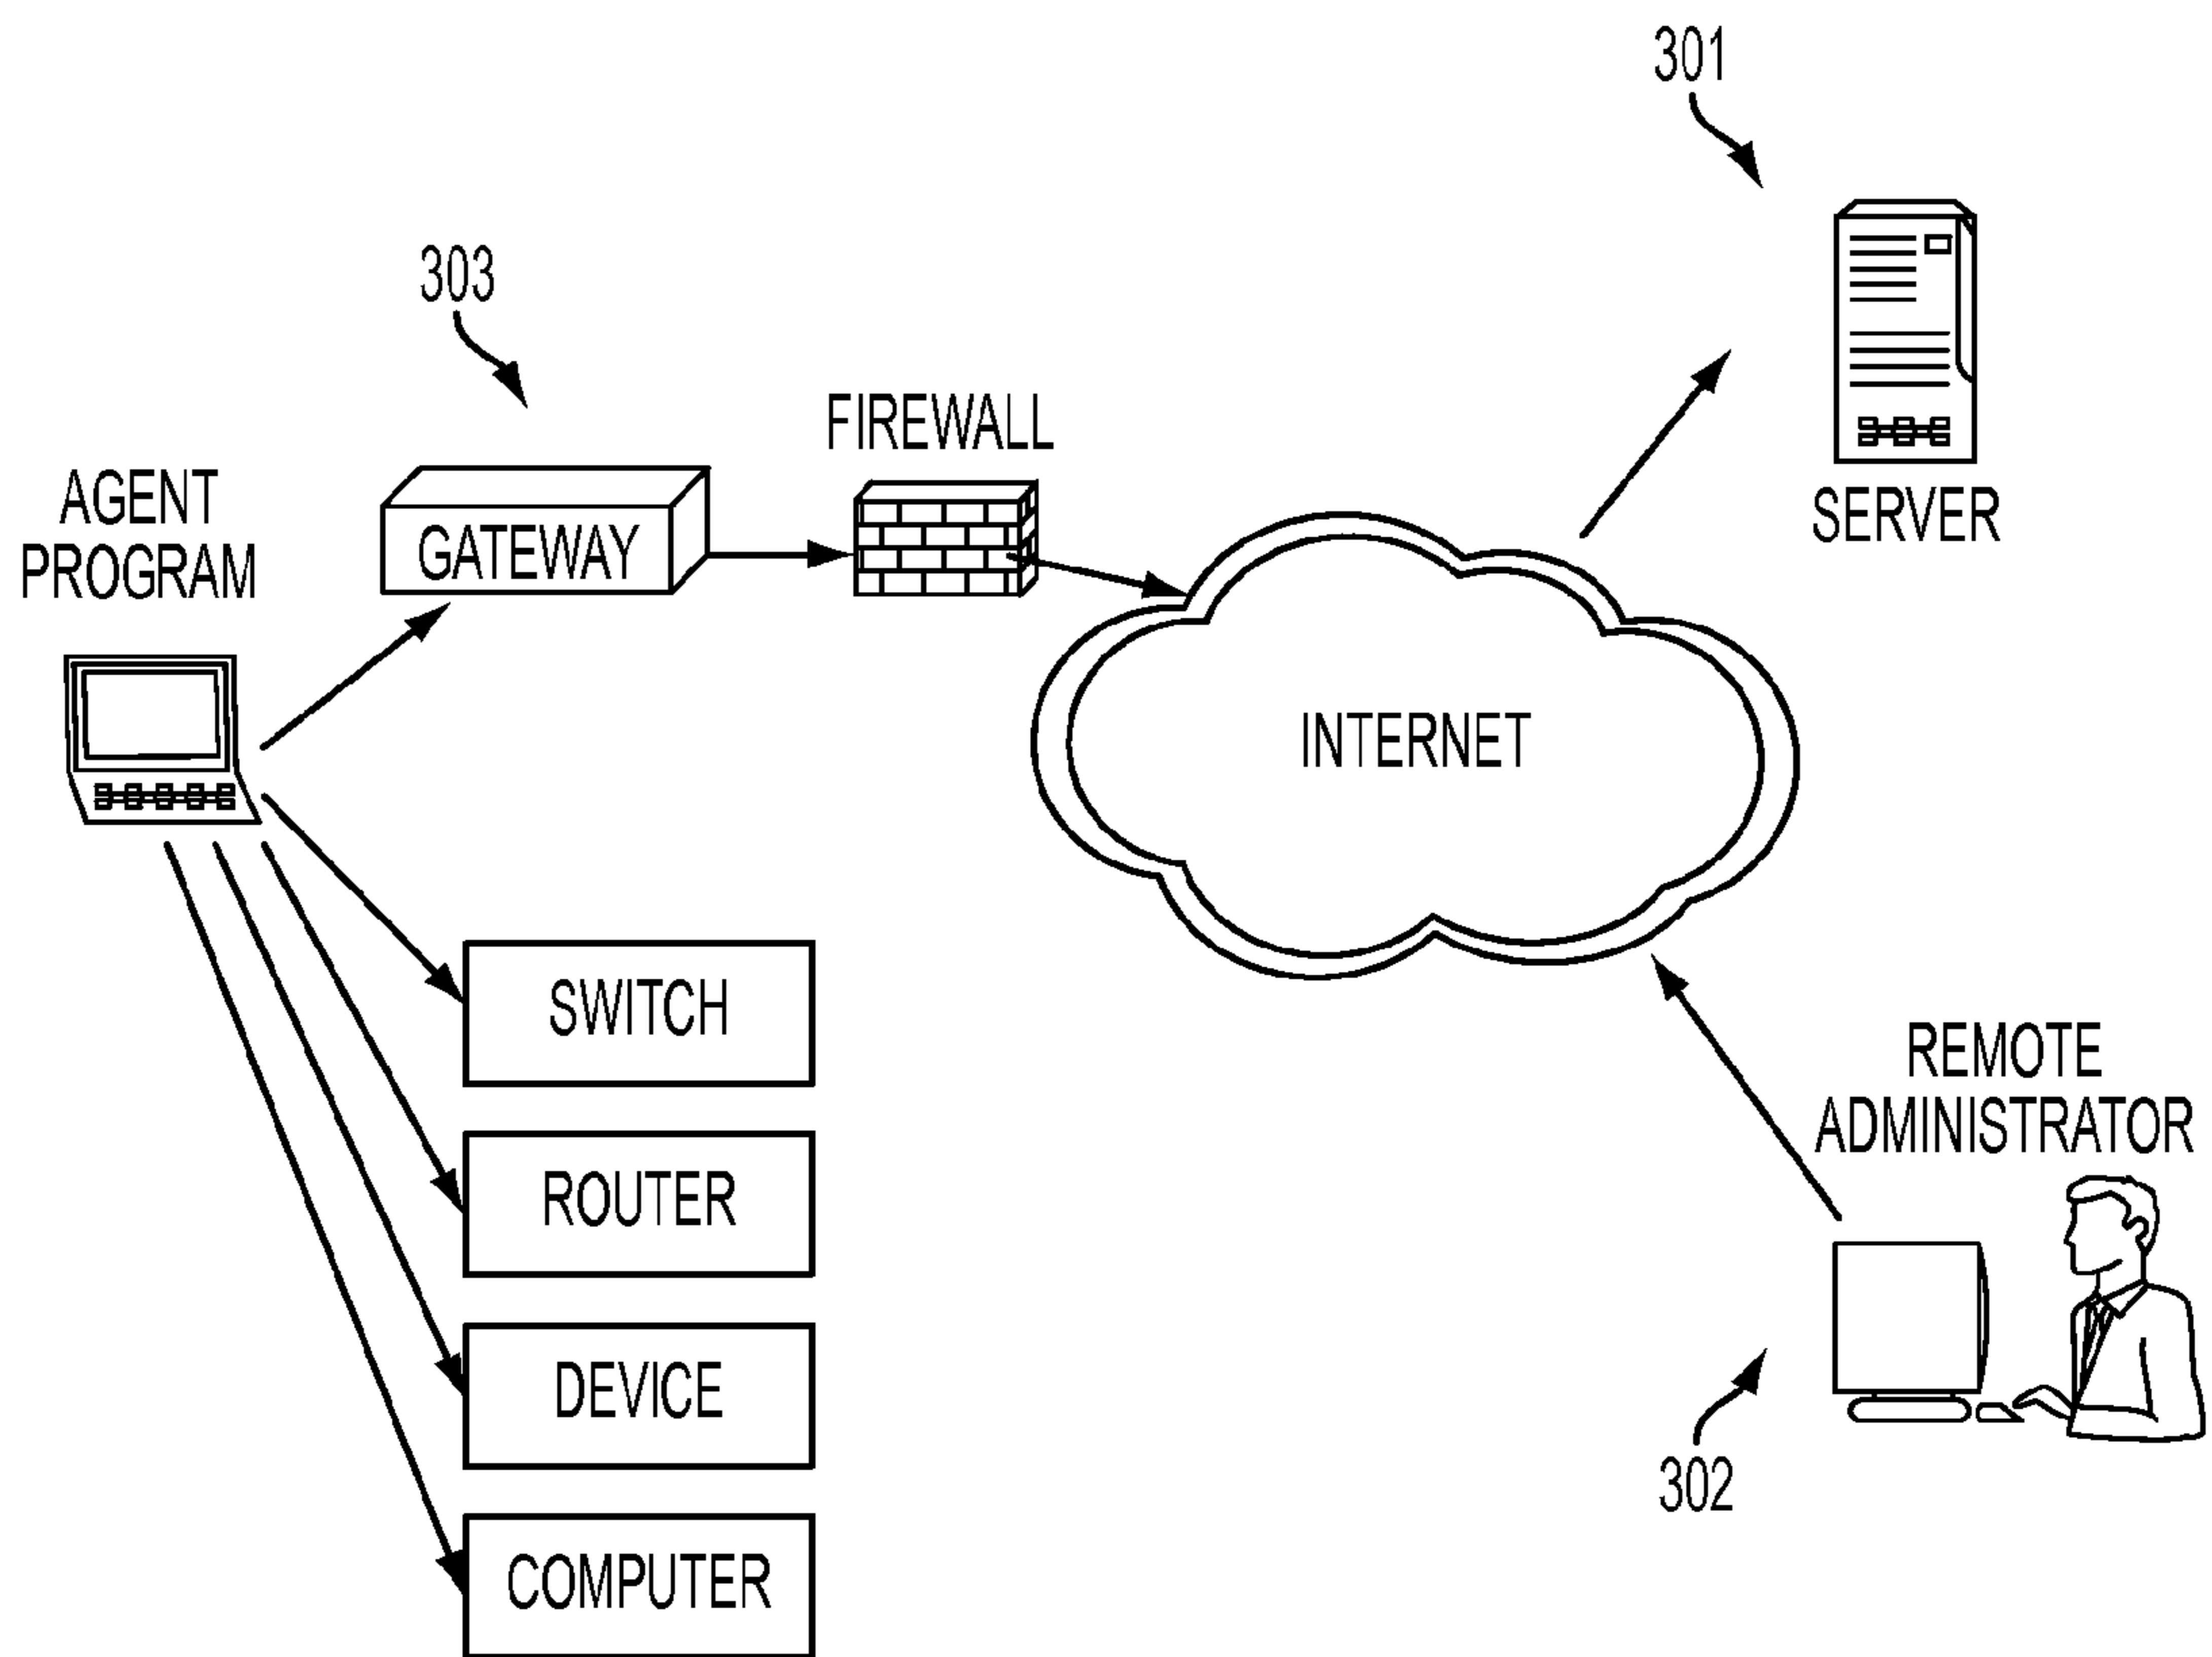 301
303
FIREWALL
AGENT
PROGRAM
GATEWAY
SERVER
INTERNET
SWITCH
REMOTE
ADMINISTRATOR
ROUTER
DEVICE
302
COMPUTER